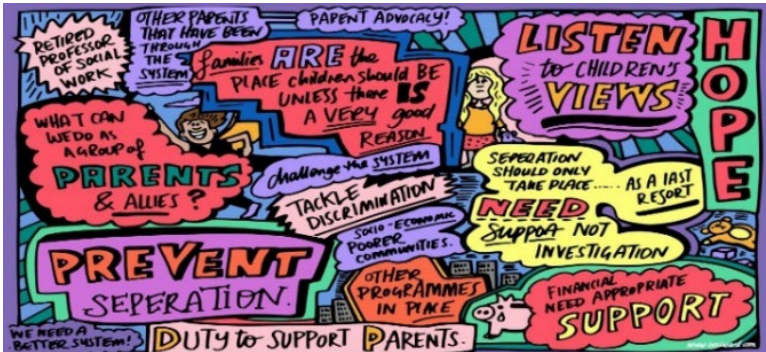 RETIRED
PROFESSOR
OF SOCIAL
WORK
OTHER PARENTS
THAT HAVE BEEN
THROUGH
THE
SYSTEM
PAPENT ADVOCACY!
families ARE the
PLACE children should BE
UNLESS there IS
A VERY good
REASON
LISTEN
to CHILDREN'S
VIEWS
HOPE
WHAT CAN
WE DO AS
A GROUP of
PARENTS
& ALLIES?
Challenge the SYSTEM
TACKLE
DISCRIMINATION
SOCIO-ECONOMIC
POORER
COMMUNITIES.
SEPERATION
SHOULD ONLY
TAKE PLACE..... AS A LAST
RESORT
NEED
SUPPORT NOT
INVESTIGATION
PREVENT
SEPERATION.
OTHER
PROGRAMMES
IN PLACE
FINANCIAL
NEED APPROPRIATE
SUPPORT
WE NEED A
BETTER SYSTEM!
DUTY to SUPPORT PARENTS.